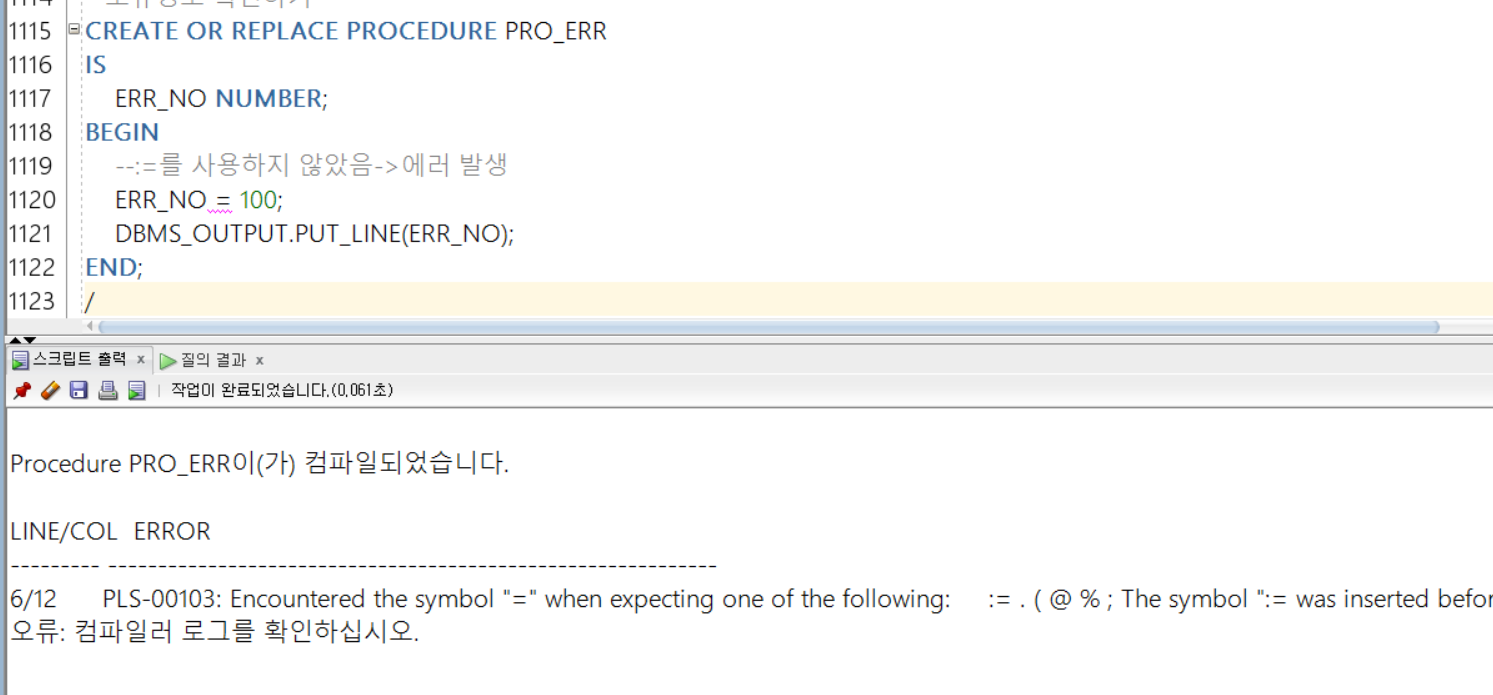 1114
1115 CREATE OR REPLACE PROCEDURE PRO_ERR
1116 IS
1117 ERR_NO NUMBER;
1118 BEGIN
1119 --:=를 사용하지 않았음->에러 발생
1120 ERR_NO = 100;
1121 DBMS_OUTPUT.PUT_LINE(ERR_NO);
1122 END;
1123 /
스크립트 출력 x 질의 결과 x
작업이 완료되었습니다.(0.061초)
Procedure PRO_ERR이(가) 컴파일되었습니다.
LINE/COL ERROR
--------- -------------------------------------------------------------
6/12 PLS-00103: Encountered the symbol "=" when expecting one of the following: := . ( @ % ; The symbol ":= was inserted befor
오류: 컴파일러 로그를 확인하십시오.